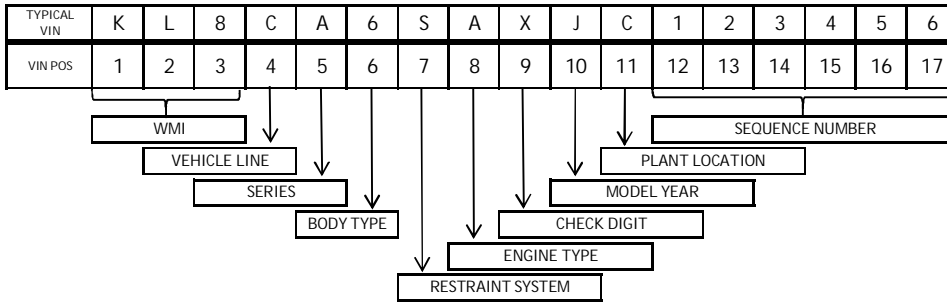 TYPICAL VIN K L 8 C A 6 S A X J C 1 2 3 4 5 6
VIN POS 1 2 3 4 5 6 7 8 9 10 11 12 13 14 15 16 17
WMI SEQUENCE NUMBER
VEHICLE LINE PLANT LOCATION
SERIES MODEL YEAR
BODY TYPE CHECK DIGIT
ENGINE TYPE
RESTRAINT SYSTEM